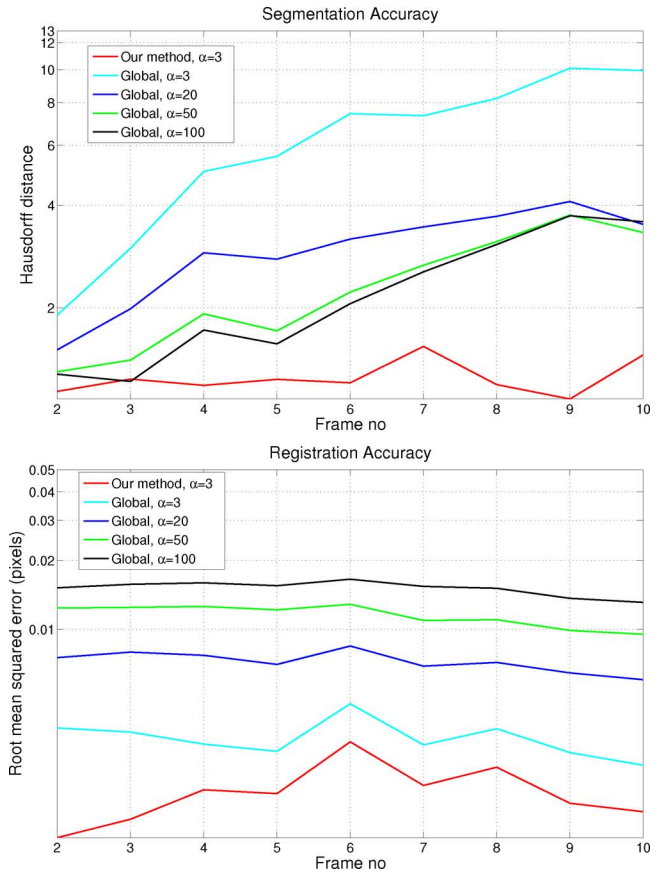 Segmentation Accuracy
Hausdorff distance
13
12
10
8
6
4
2
Our method, α=3
Global, α=3
Global, α=20
Global, α=50
Global, α=100
2 3 4 5 6 7 8 9 10
Frame no
Registration Accuracy
Root mean squared error (pixels)
0.05
0.04
0.03
0.02
0.01
Our method, α=3
Global, α=3
Global, α=20
Global, α=50
Global, α=100
2 3 4 5 6 7 8 9 10
Frame no